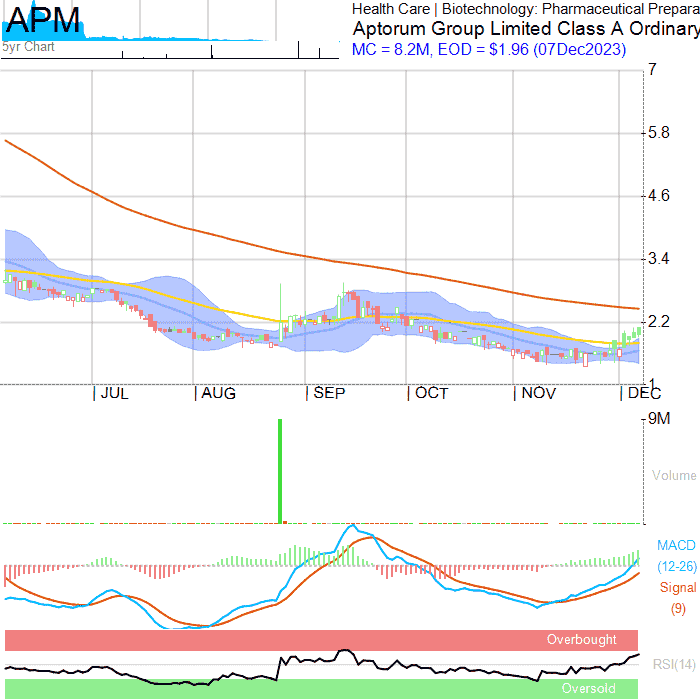 APM
5yr Chart
Health Care | Biotechnology: Pharmaceutical Prepara
Aptorum Group Limited Class A Ordinary
MC = 8.2M, EOD = $1.96 (07Dec2023)
7
5.8
4.6
3.4
2.2
1
JUL AUG SEP OCT NOV DEC
9M
Volume
MACD
(12-26)
Signal
(9)
Overbought
RSI(14)
Oversold